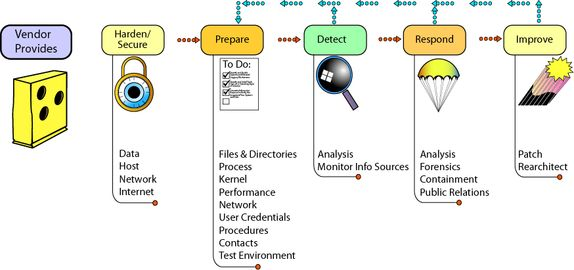 Vendor
Provides
Harden/
Secure
Prepare
Detect
Respond
Improve
To Do:
Data
Host
Network
Internet
Files & Directories
Process
Kernel
Performance
Network
User Credentials
Procedures
Contacts
Test Environment
Analysis
Monitor Info Sources
Analysis
Forensics
Containment
Public Relations
Patch
Rearchitect